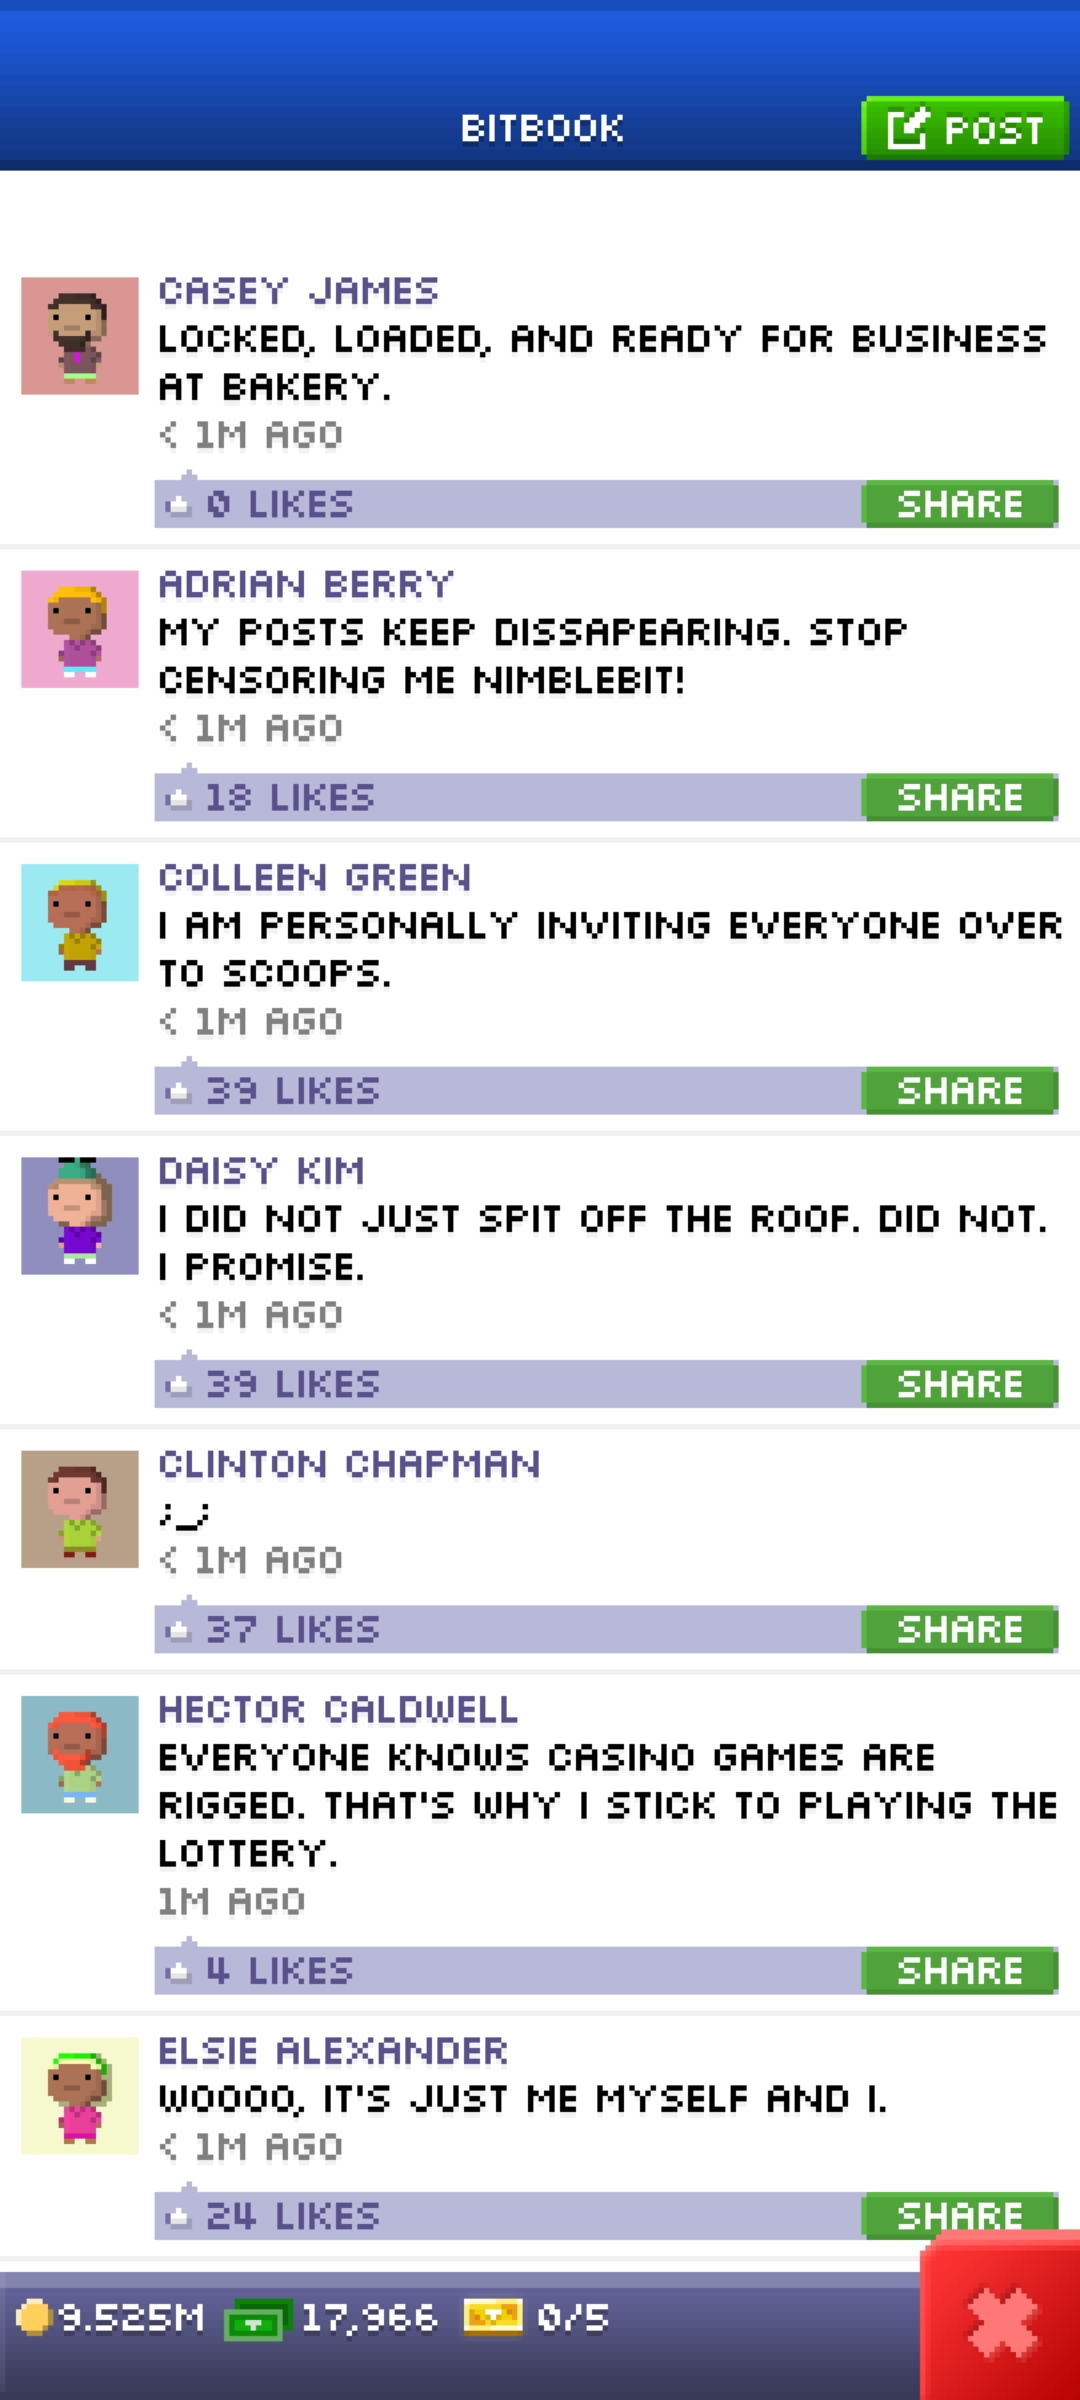 BITBOOK
POST
CASEY JAMES
LOCKED, LOADED, AND READY FOR BUSINESS
AT BAKERY.
< 1M AGO
0 LIKES
SHARE
ADRIAN BERRY
MY POSTS KEEP DISSAPEARING. STOP
CENSORING ME NIMBLEBIT!
< 1M AGO
18 LIKES
SHARE
COLLEEN GREEN
I AM PERSONALLY INVITING EVERYONE OVER
TO SCOOPS.
< 1M AGO
39 LIKES
SHARE
DAISY KIM
I DID NOT JUST SPIT OFF THE ROOF. DID NOT.
I PROMISE.
< 1M AGO
39 LIKES
SHARE
CLINTON CHAPMAN
;_;
< 1M AGO
37 LIKES
SHARE
HECTOR CALDWELL
EVERYONE KNOWS CASINO GAMES ARE
RIGGED. THAT'S WHY I STICK TO PLAYING THE
LOTTERY.
1M AGO
4 LIKES
SHARE
ELSIE ALEXANDER
WOOOO, IT'S JUST ME MYSELF AND I.
< 1M AGO
24 LIKES
SHARE
9.525M 17,966 0/5